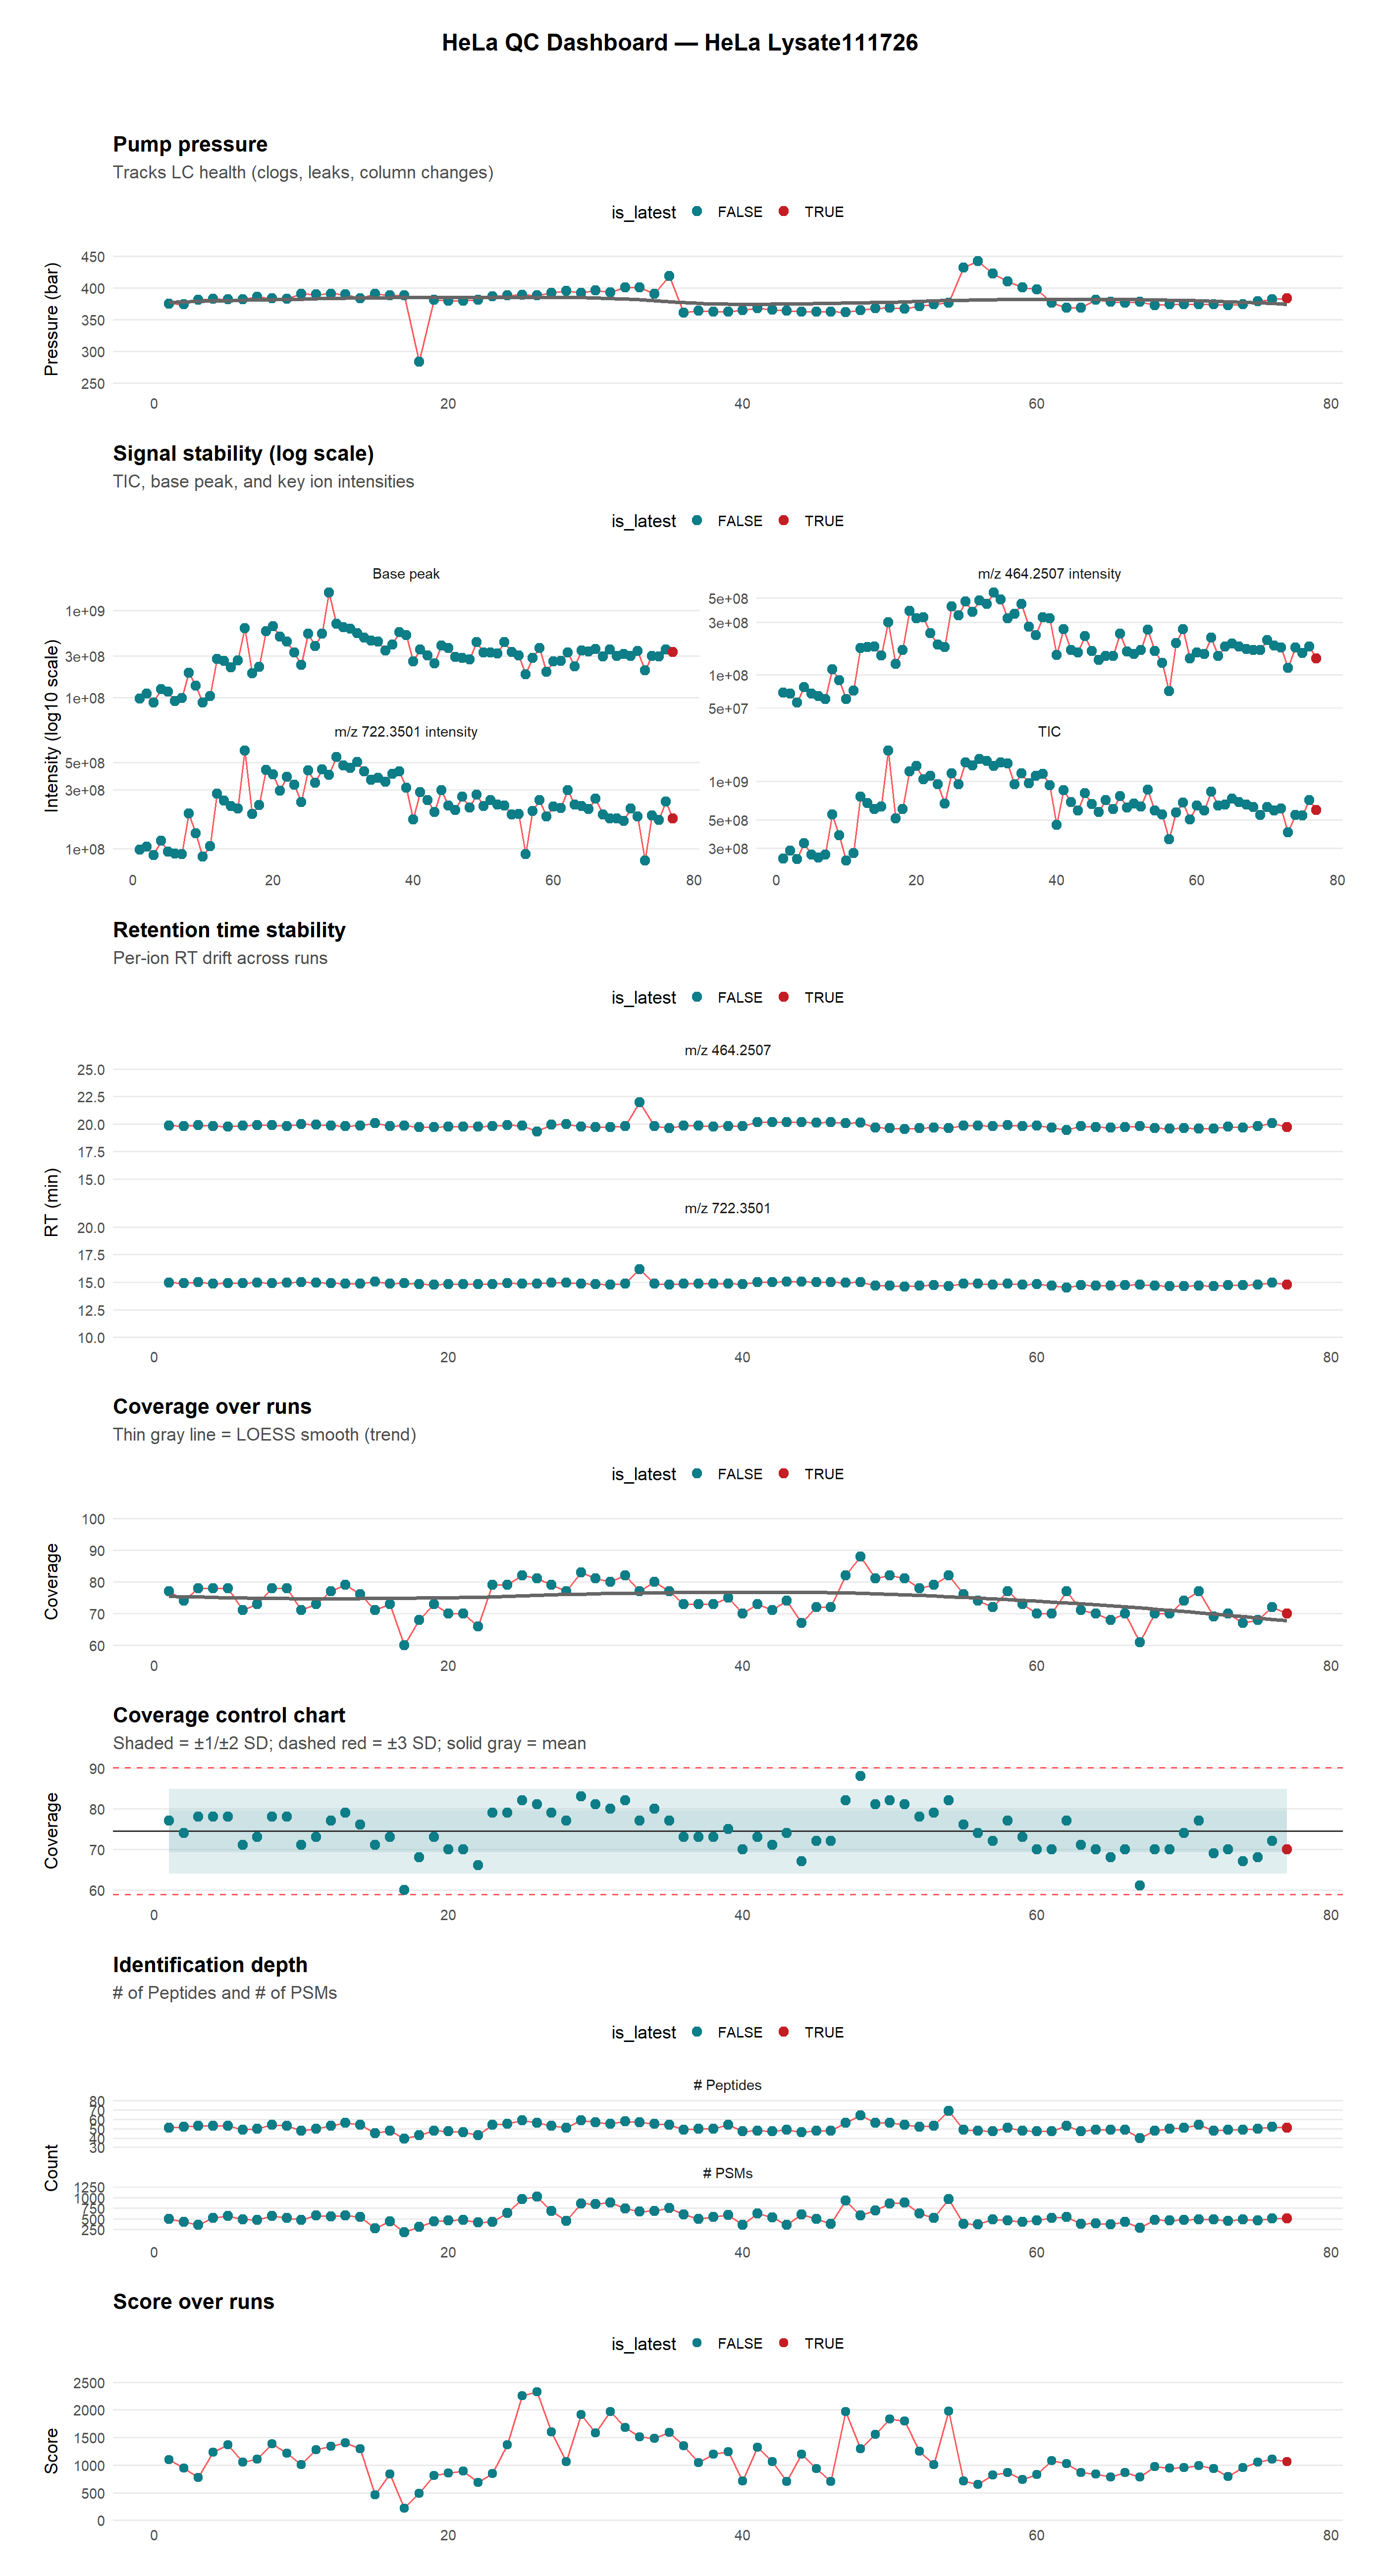 HeLa QC Dashboard — HeLa Lysate111726
Pump pressure
Tracks LC health (clogs, leaks, column changes)
is_latest FALSE TRUE
Pressure (bar)
450
400
350
300
250
0 20 40 60 80
Signal stability (log scale)
TIC, base peak, and key ion intensities
is_latest FALSE TRUE
Intensity (log10 scale)
Base peak
1e+09
3e+08
1e+08
m/z 464.2507 intensity
5e+08
3e+08
1e+08
5e+07
m/z 722.3501 intensity
5e+08
3e+08
1e+08
0 20 40 60 80
TIC
1e+09
5e+08
3e+08
0 20 40 60 80
Retention time stability
Per-ion RT drift across runs
is_latest FALSE TRUE
RT (min)
m/z 464.2507
25.0
22.5
20.0
17.5
15.0
m/z 722.3501
20.0
17.5
15.0
12.5
10.0
0 20 40 60 80
Coverage over runs
Thin gray line = LOESS smooth (trend)
is_latest FALSE TRUE
Coverage
100
90
80
70
60
0 20 40 60 80
Coverage control chart
Shaded = ±1/±2 SD; dashed red = ±3 SD; solid gray = mean
Coverage
90
80
70
60
0 20 40 60 80
Identification depth
# of Peptides and # of PSMs
is_latest FALSE TRUE
Count
# Peptides
80
70
60
50
40
30
# PSMs
1250
1000
750
500
250
0 20 40 60 80
Score over runs
is_latest FALSE TRUE
Score
2500
2000
1500
1000
500
0
0 20 40 60 80